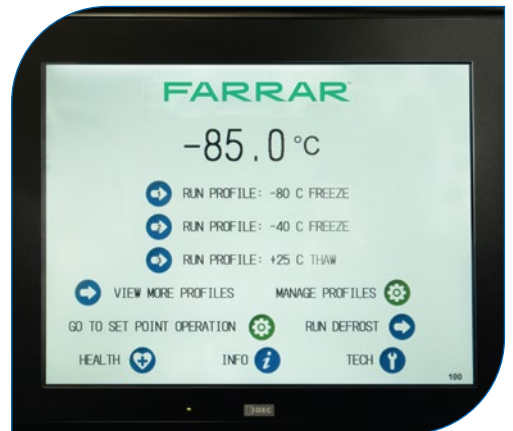 FARRAR
-85.0 °C
RUN PROFILE: -80 C FREEZE
RUN PROFILE: -40 C FREEZE
RUN PROFILE: +25 C THAW
VIEW MORE PROFILES MANAGE PROFILES
GO TO SET POINT OPERATION RUN DEFROST
HEALTH INFO i TECH
100
IDEC